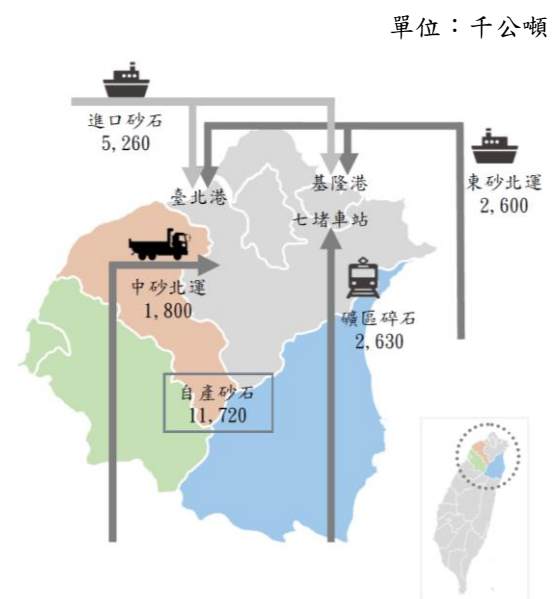 單位：千公噸
進口砂石
5,260
臺北港
基隆港
七堵車站
東砂北運
2,600
中砂北運
1,800
礦區碎石
2,630
自產砂石
11,720